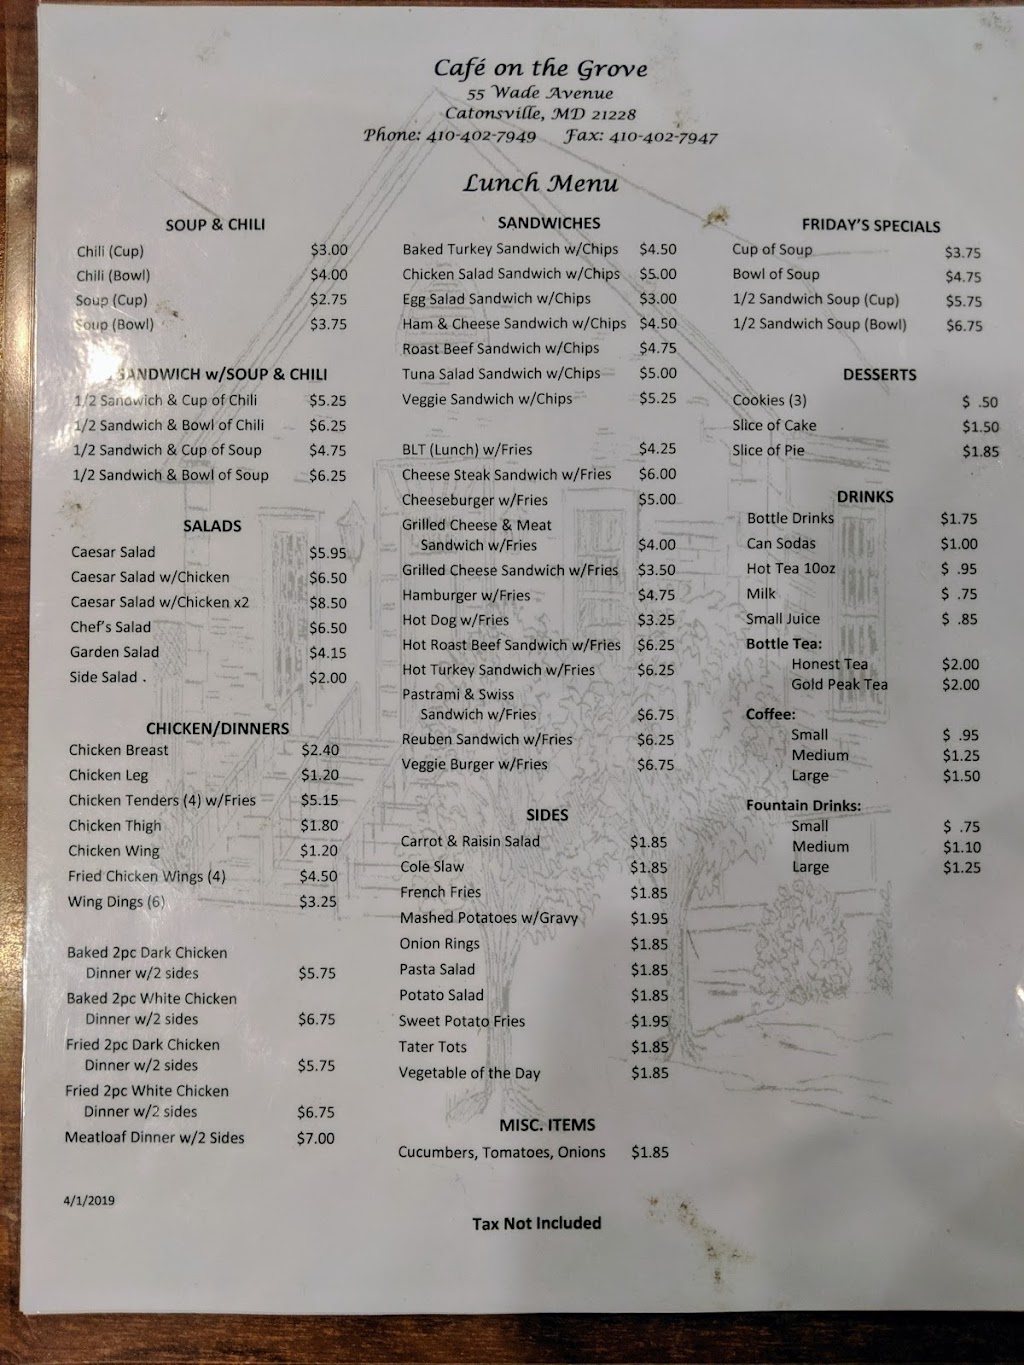 Café on the Grove
55 Wade Avenue
Catonsville, MD 21228
Phone: 410-402-7949 Fax: 410-402-7947
Lunch Menu
SOUP & CHILI
Chili (Cup) $3.00
Chili (Bowl) $4.00
Soup (Cup) $2.75
Soup (Bowl) $3.75
SANDWICH w/SOUP & CHILI
1/2 Sandwich & Cup of Chili $5.25
1/2 Sandwich & Bowl of Chili $6.25
1/2 Sandwich & Cup of Soup $4.75
1/2 Sandwich & Bowl of Soup $6.25
SALADS
Caesar Salad $5.95
Caesar Salad w/Chicken $6.50
Caesar Salad w/Chicken x2 $8.50
Chef's Salad $6.50
Garden Salad $4.15
Side Salad . $2.00
CHICKEN/DINNERS
Chicken Breast $2.40
Chicken Leg $1.20
Chicken Tenders (4) w/Fries $5.15
Chicken Thigh $1.80
Chicken Wing $1.20
Fried Chicken Wings (4) $4.50
Wing Dings (6) $3.25
Baked 2pc Dark Chicken
Dinner w/2 sides $5.75
Baked 2pc White Chicken
Dinner w/2 sides $6.75
Fried 2pc Dark Chicken
Dinner w/2 sides $5.75
Fried 2pc White Chicken
Dinner w/2 sides $6.75
Meatloaf Dinner w/2 Sides $7.00
4/1/2019
SANDWICHES
Baked Turkey Sandwich w/Chips $4.50
Chicken Salad Sandwich w/Chips $5.00
Egg Salad Sandwich w/Chips $3.00
Ham & Cheese Sandwich w/Chips $4.50
Roast Beef Sandwich w/Chips $4.75
Tuna Salad Sandwich w/Chips $5.00
Veggie Sandwich w/Chips $5.25
BLT (Lunch) w/Fries $4.25
Cheese Steak Sandwich w/Fries $6.00
Cheeseburger w/Fries $5.00
Grilled Cheese & Meat
Sandwich w/Fries $4.00
Grilled Cheese Sandwich w/Fries $3.50
Hamburger w/Fries $4.75
Hot Dog w/Fries $3.25
Hot Roast Beef Sandwich w/Fries $6.25
Hot Turkey Sandwich w/Fries $6.25
Pastrami & Swiss
Sandwich w/Fries $6.75
Reuben Sandwich w/Fries $6.25
Veggie Burger w/Fries $6.75
SIDES
Carrot & Raisin Salad $1.85
Cole Slaw $1.85
French Fries $1.85
Mashed Potatoes w/Gravy $1.95
Onion Rings $1.85
Pasta Salad $1.85
Potato Salad $1.85
Sweet Potato Fries $1.95
Tater Tots $1.85
Vegetable of the Day $1.85
MISC. ITEMS
Cucumbers, Tomatoes, Onions $1.85
Tax Not Included
FRIDAY'S SPECIALS
Cup of Soup $3.75
Bowl of Soup $4.75
1/2 Sandwich Soup (Cup) $5.75
1/2 Sandwich Soup (Bowl) $6.75
DESSERTS
Cookies (3) $ .50
Slice of Cake $1.50
Slice of Pie $1.85
DRINKS
Bottle Drinks $1.75
Can Sodas $1.00
Hot Tea 10oz $ .95
Milk $ .75
Small Juice $ .85
Bottle Tea:
Honest Tea $2.00
Gold Peak Tea $2.00
Coffee:
Small $ .95
Medium $1.25
Large $1.50
Fountain Drinks:
Small $ .75
Medium $1.10
Large $1.25